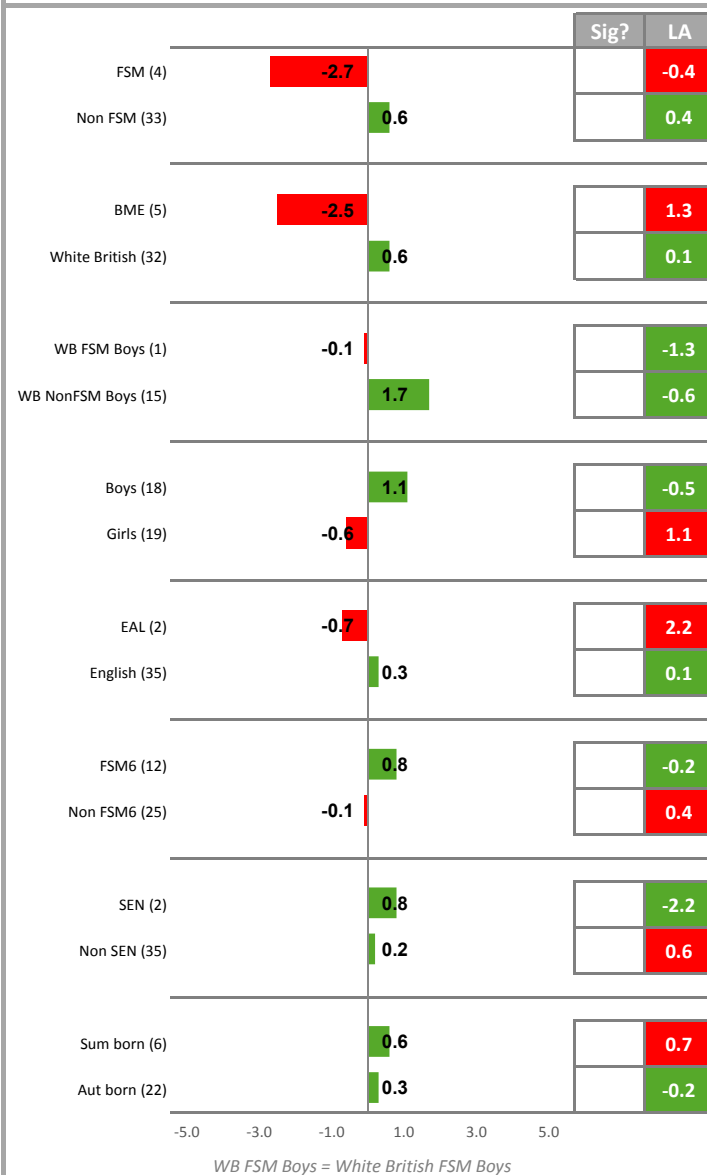 Sig? LA
FSM (4) -2.7 -0.4
Non FSM (33) 0.6 0.4
BME (5) -2.5 1.3
White British (32) 0.6 0.1
WB FSM Boys (1) -0.1 -1.3
WB NonFSM Boys (15) 1.7 -0.6
Boys (18) 1.1 -0.5
Girls (19) -0.6 1.1
EAL (2) -0.7 2.2
English (35) 0.3 0.1
FSM6 (12) 0.8 -0.2
Non FSM6 (25) -0.1 0.4
SEN (2) 0.8 -2.2
Non SEN (35) 0.2 0.6
Sum born (6) 0.6 0.7
Aut born (22) 0.3 -0.2
-5.0 -3.0 -1.0 1.0 3.0 5.0
WB FSM Boys = White British FSM Boys